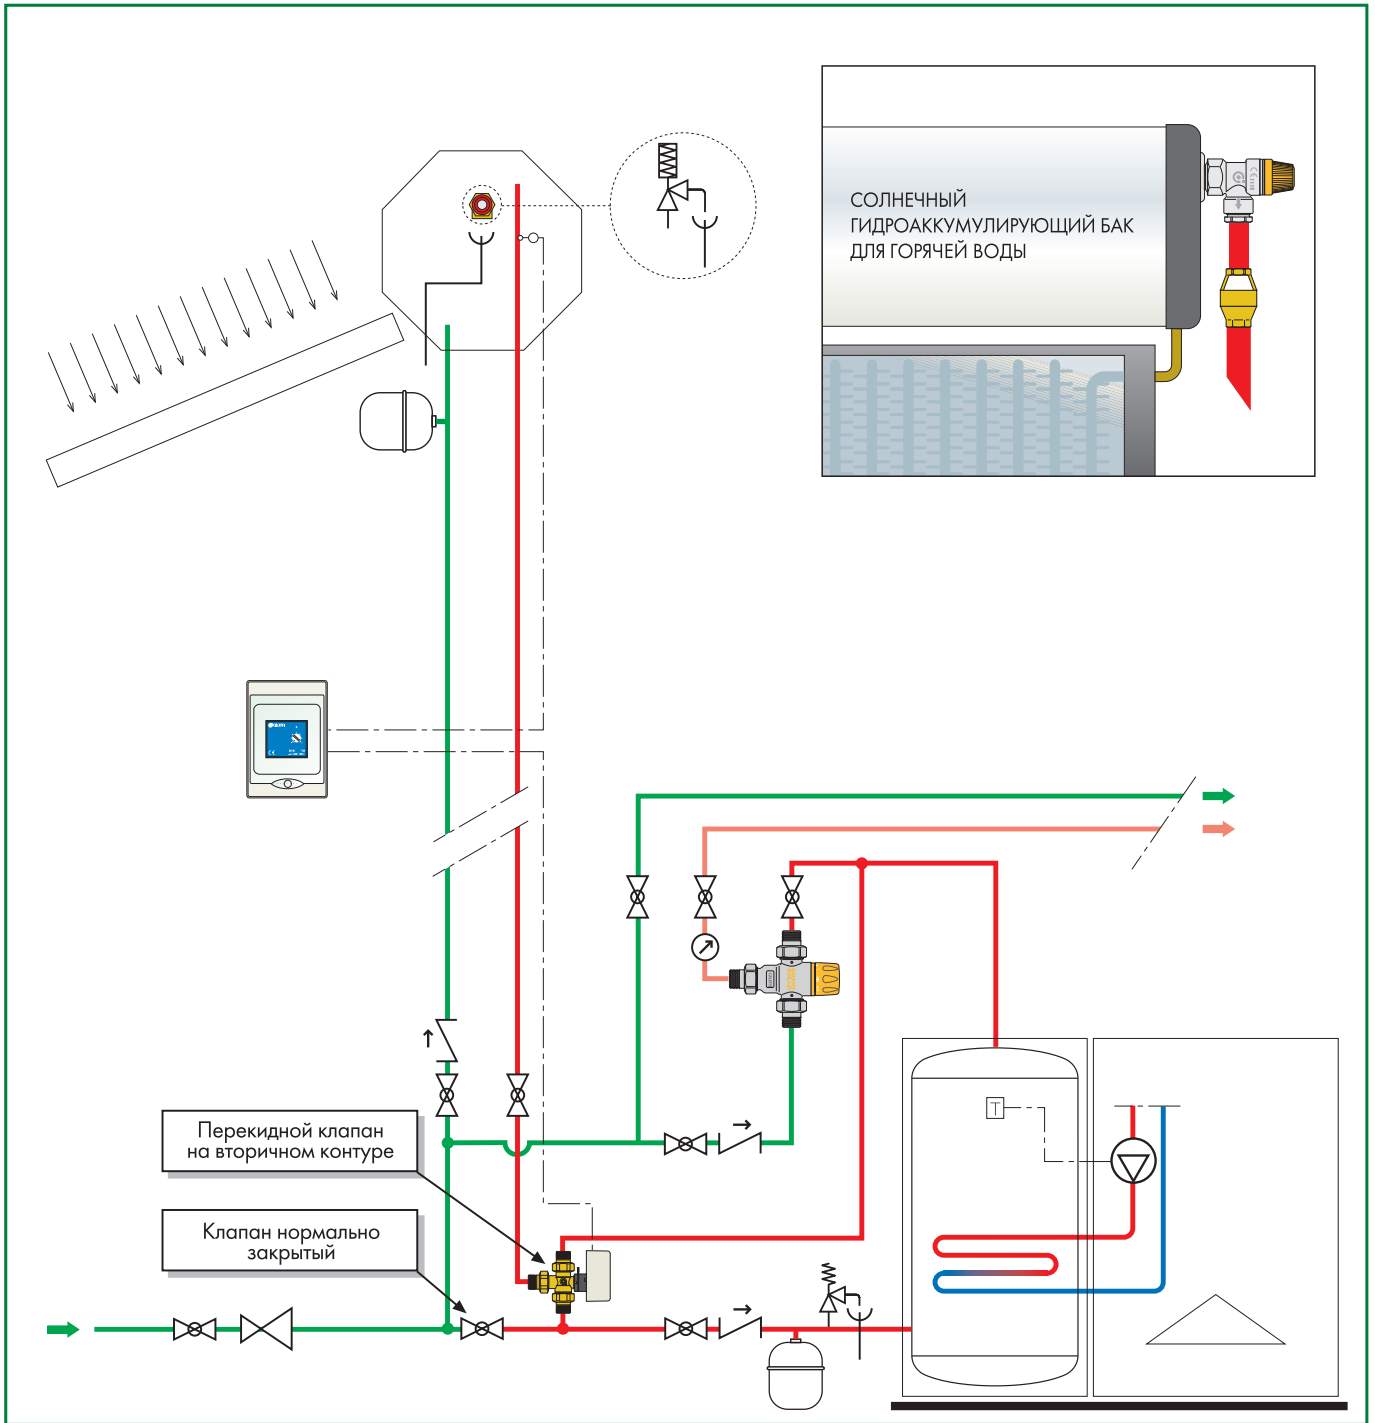 СОЛНЕЧНЫЙ
ГИДРОАККУМУЛИРУЮЩИЙ БАК
ДЛЯ ГОРЯЧЕЙ ВОДЫ
Перекидной клапан
на вторичном контуре
T
Клапан нормально
закрытый